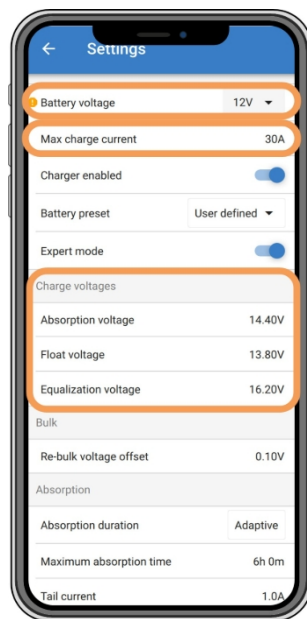 Settings
Battery voltage 12V
Max charge current 30A
Charger enabled
Battery preset User defined
Expert mode
Charge voltages
Absorption voltage 14.40V
Float voltage 13.80V
Equalization voltage 16.20V
Bulk
Re-bulk voltage offset 0.10V
Absorption
Absorption duration Adaptive
Maximum absorption time 6h 0m
Tail current 1.0A